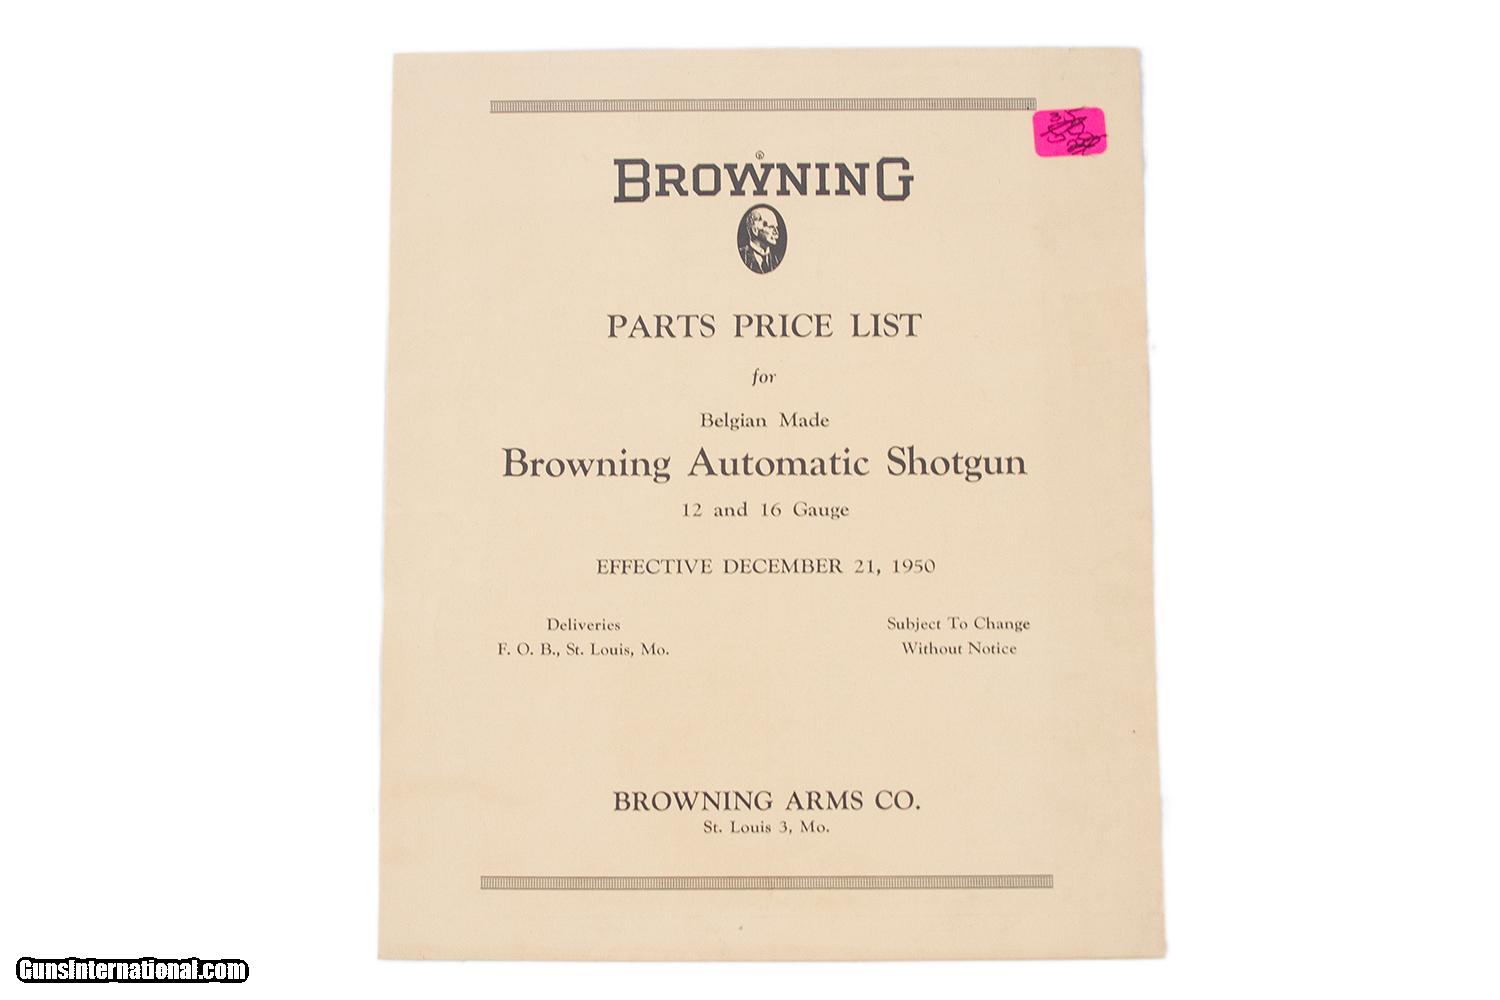 BROWNING
®
PARTS PRICE LIST
for
Belgian Made
Browning Automatic Shotgun
12 and 16 Gauge
EFFECTIVE DECEMBER 21, 1950
Deliveries
F. O. B., St. Louis, Mo.
Subject To Change
Without Notice
BROWNING ARMS CO.
St. Louis 3, Mo.
GunsInternational.com